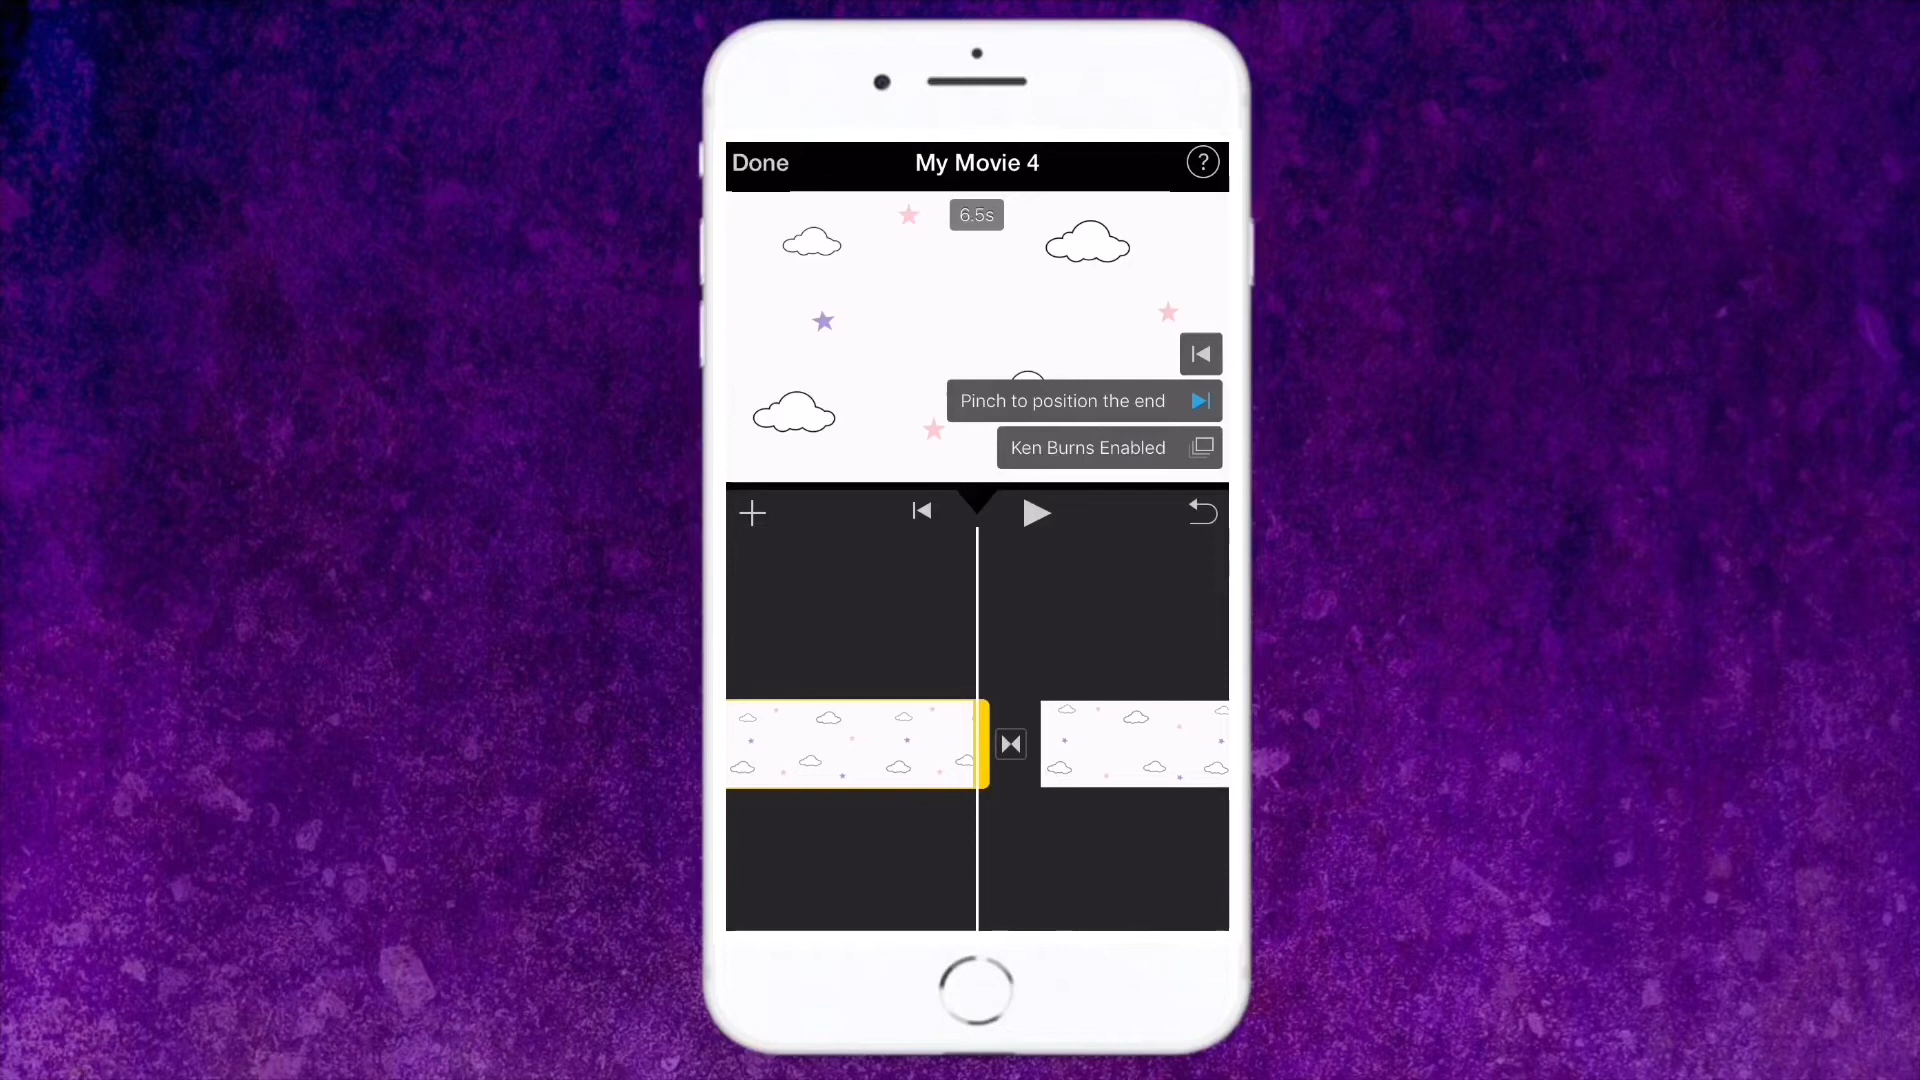 Done
My Movie 4
?
6.5s
Pinch to position the end
Ken Burns Enabled